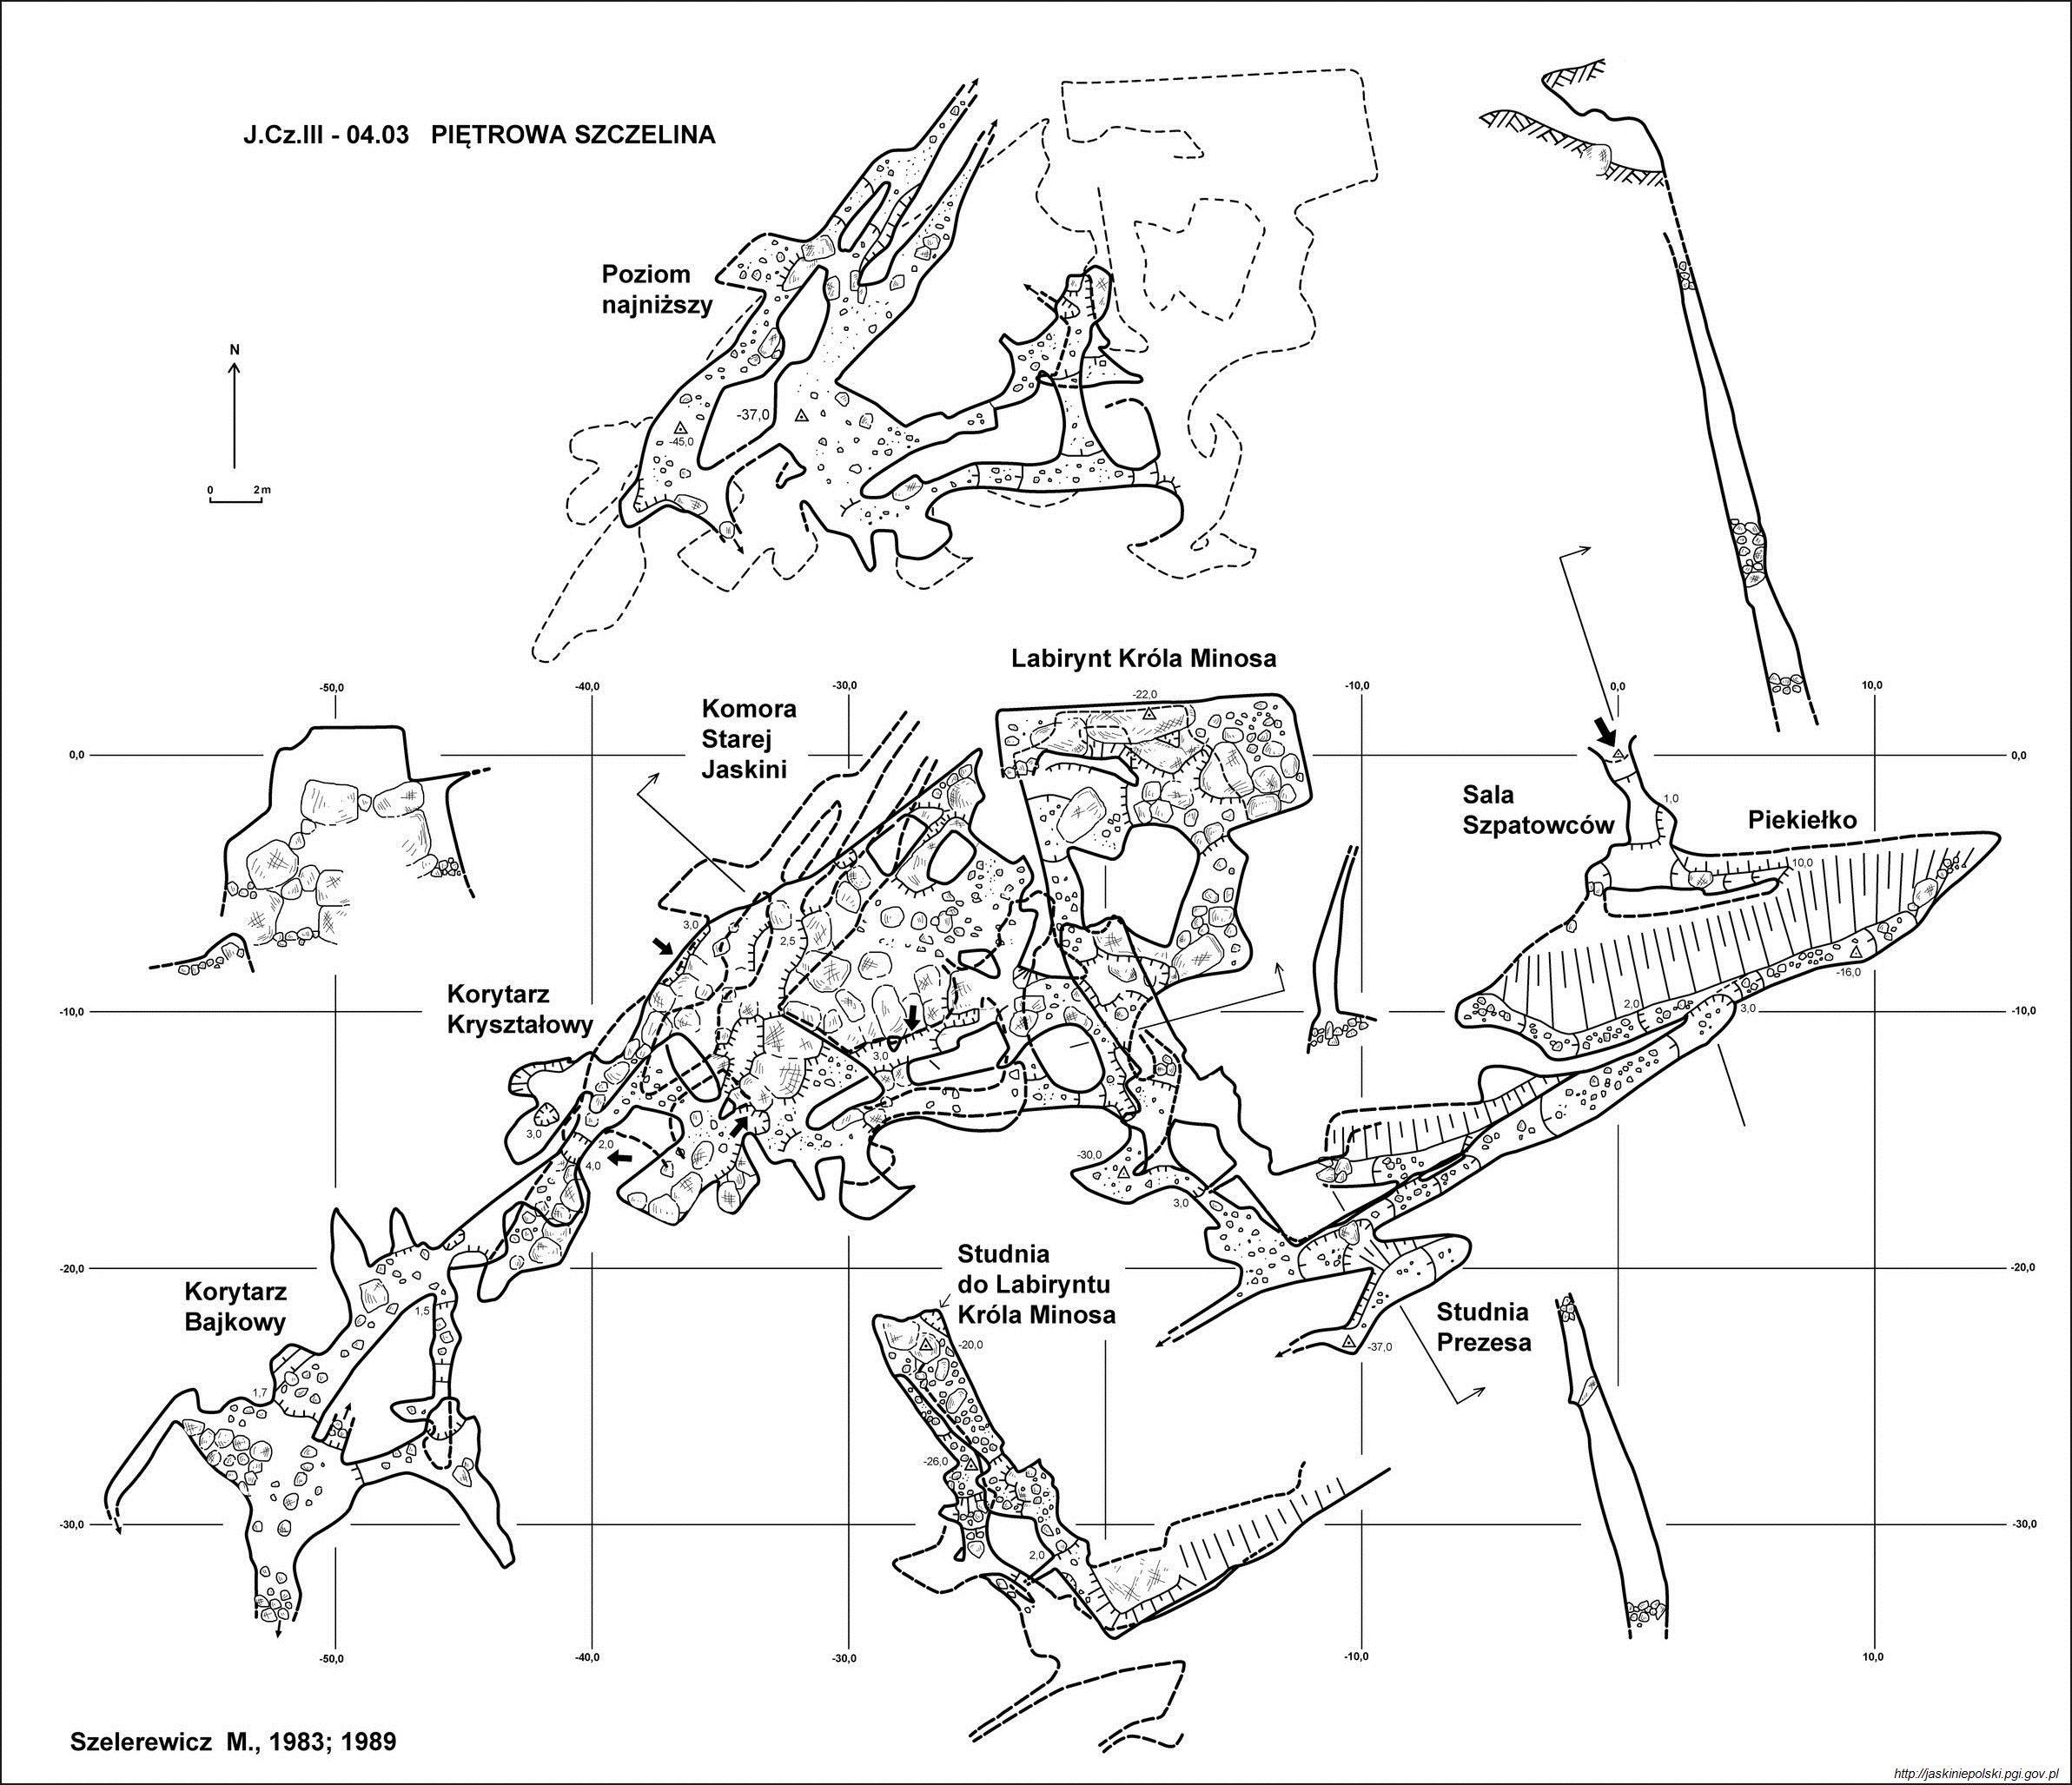 J.Cz.III - 04.03 PIĘTROWA SZCZELINA
Poziom
najniższy
N
0 2m
-37,0
-45,0
Labirynt Króla Minosa
-50,0
-40,0
-30,0
-10,0
0,0
10,0
-22,0
Komora
Starej
Jaskini
0,0
0,0
Sala
Szpatowców
1,0
Piekiełko
10,0
3,0
2,5
Korytarz
Kryształowy
-10,0
-10,0
-16,0
2,0
3,0
3,0
3,0
2,0
4,0
-30,0
3,0
-20,0
-20,0
Korytarz
Bajkowy
1,5
1,7
Studnia
do Labiryntu
Króla Minosa
-20,0
-26,0
2,0
Studnia
Prezesa
-37,0
-30,0
-30,0
-50,0
-40,0
-30,0
-10,0
10,0
Szelerewicz M., 1983; 1989
http://jaskiniepolski.pgi.gov.pl